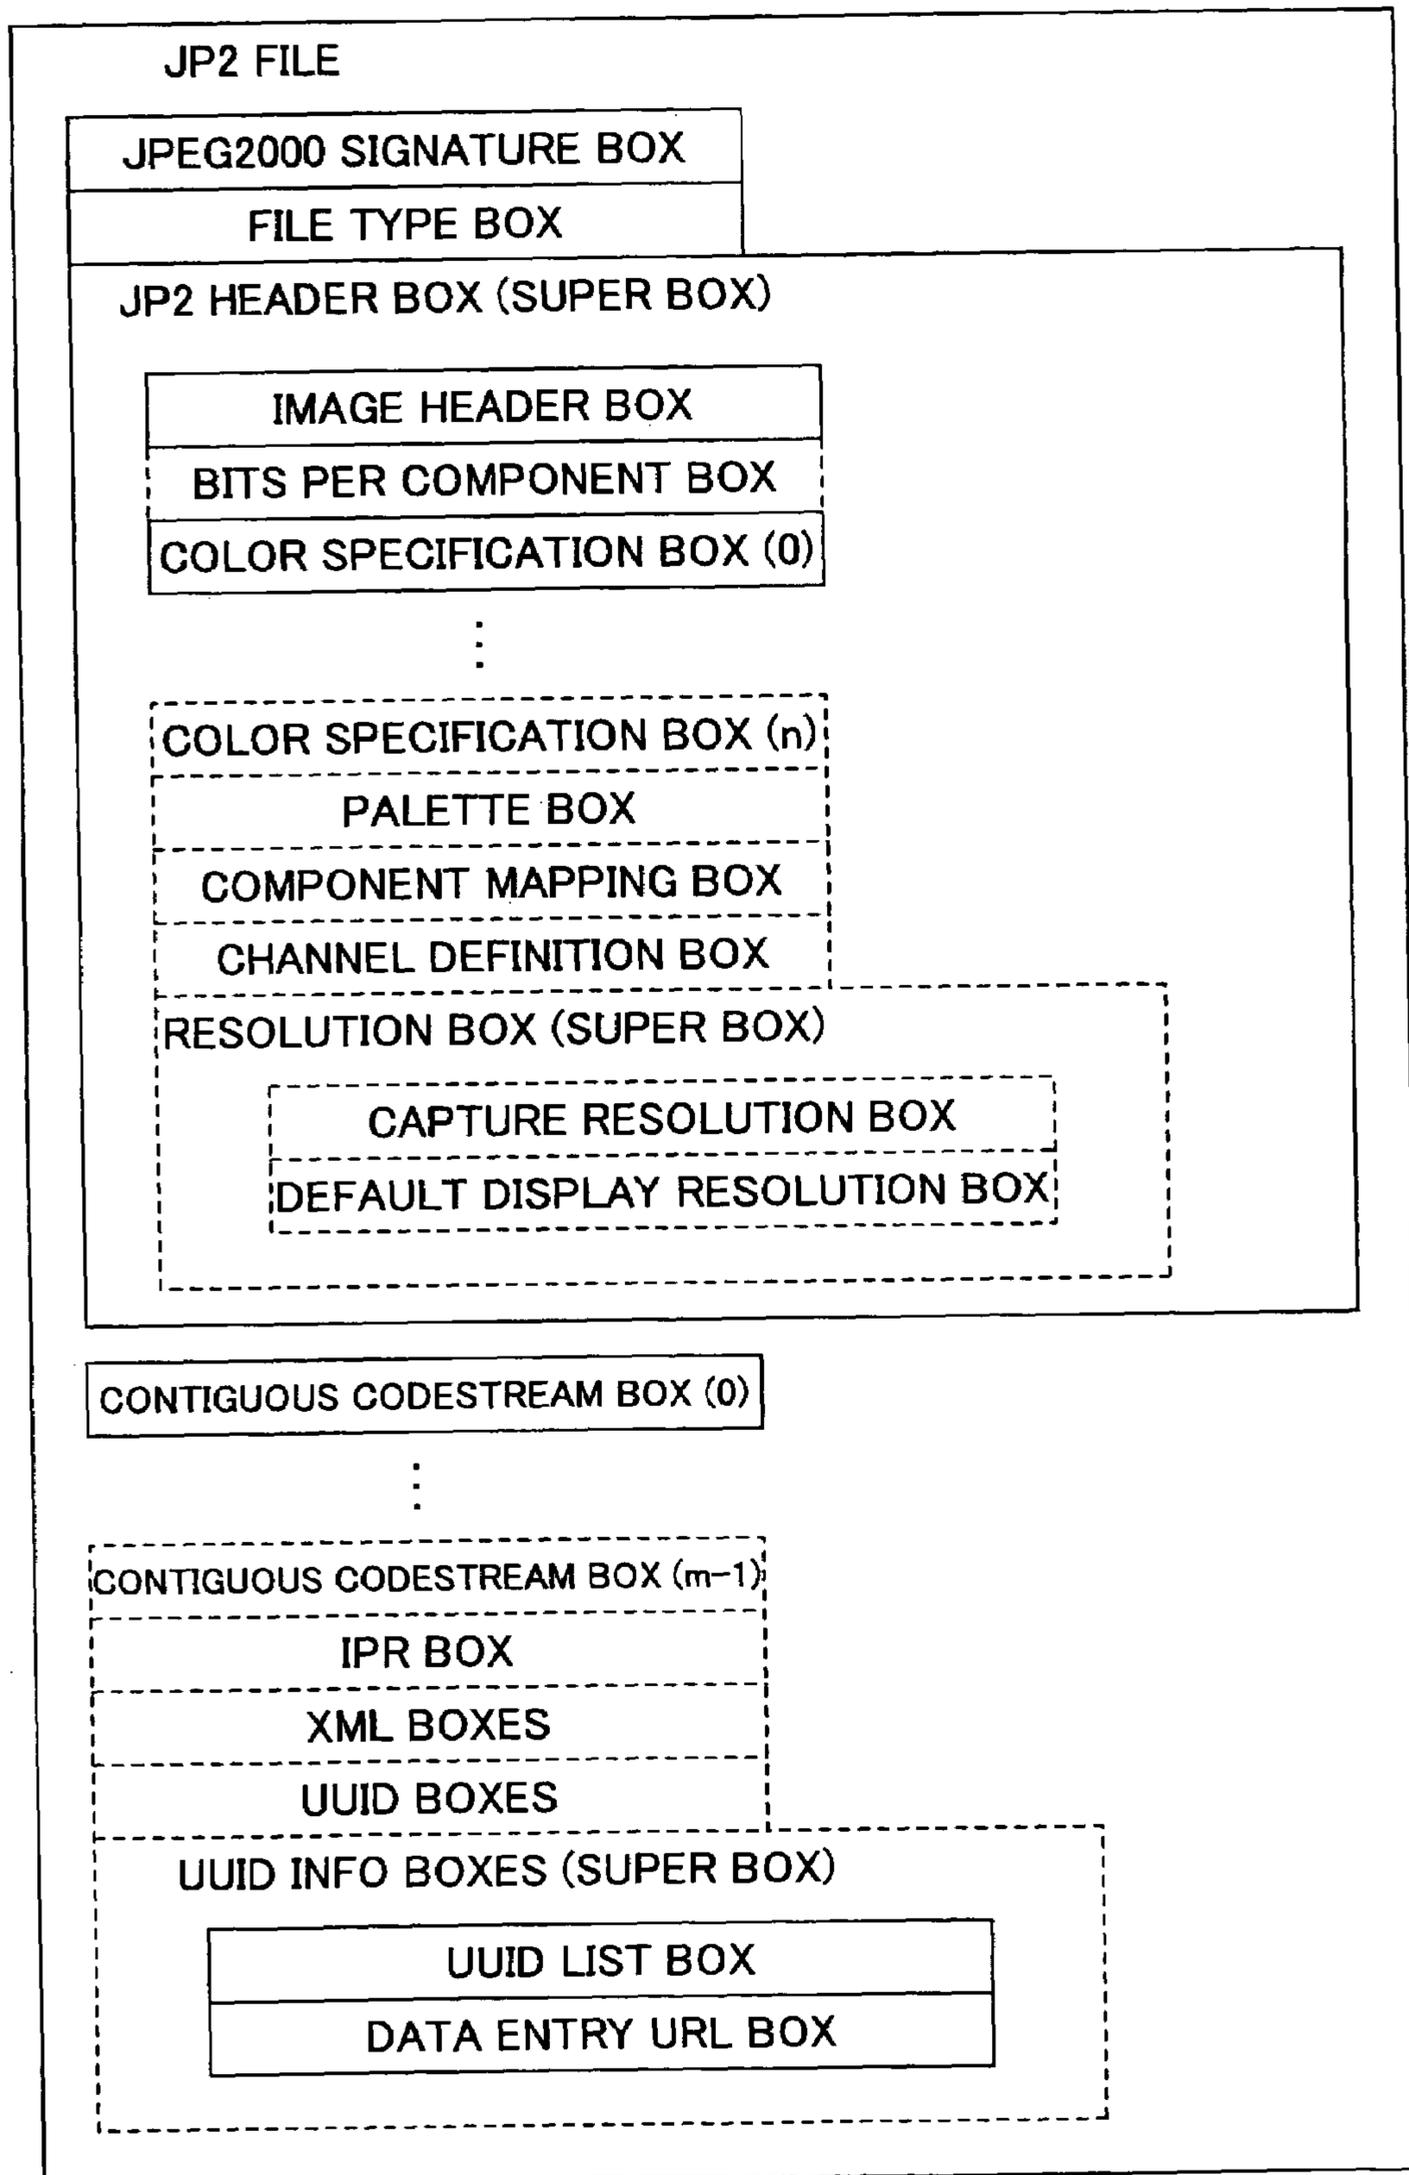 JP2 FILE
JPEG2000 SIGNATURE BOX
FILE TYPE BOX
JP2 HEADER BOX (SUPER BOX)
IMAGE HEADER BOX
BITS PER COMPONENT BOX
COLOR SPECIFICATION BOX (0)
COLOR SPECIFICATION BOX (n)
PALETTE BOX
COMPONENT MAPPING BOX
CHANNEL DEFINITION BOX
RESOLUTION BOX (SUPER BOX)
CAPTURE RESOLUTION BOX
DEFAULT DISPLAY RESOLUTION BOX
CONTIGUOUS CODESTREAM BOX (0)
CONTIGUOUS CODESTREAM BOX (m-1)
IPR BOX
XML BOXES
UUID BOXES
UUID INFO BOXES (SUPER BOX)
UUID LIST BOX
DATA ENTRY URL BOX